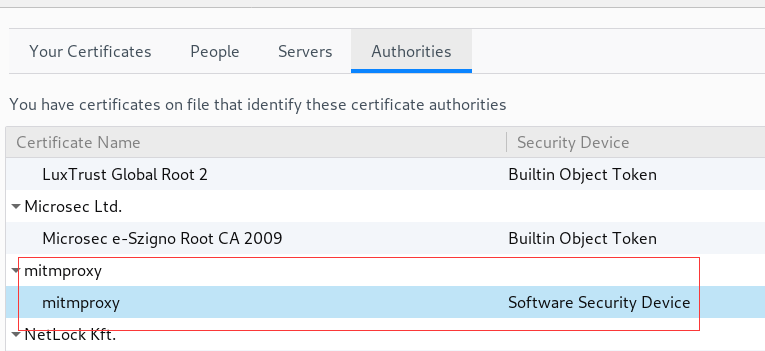 Your Certificates People Servers Authorities
You have certificates on file that identify these certificate authorities
Certificate Name Security Device
LuxTrust Global Root 2 Builtin Object Token
Microsec Ltd.
Microsec e-Szigno Root CA 2009 Builtin Object Token
mitmproxy
mitmproxy Software Security Device
NetLock Kft.